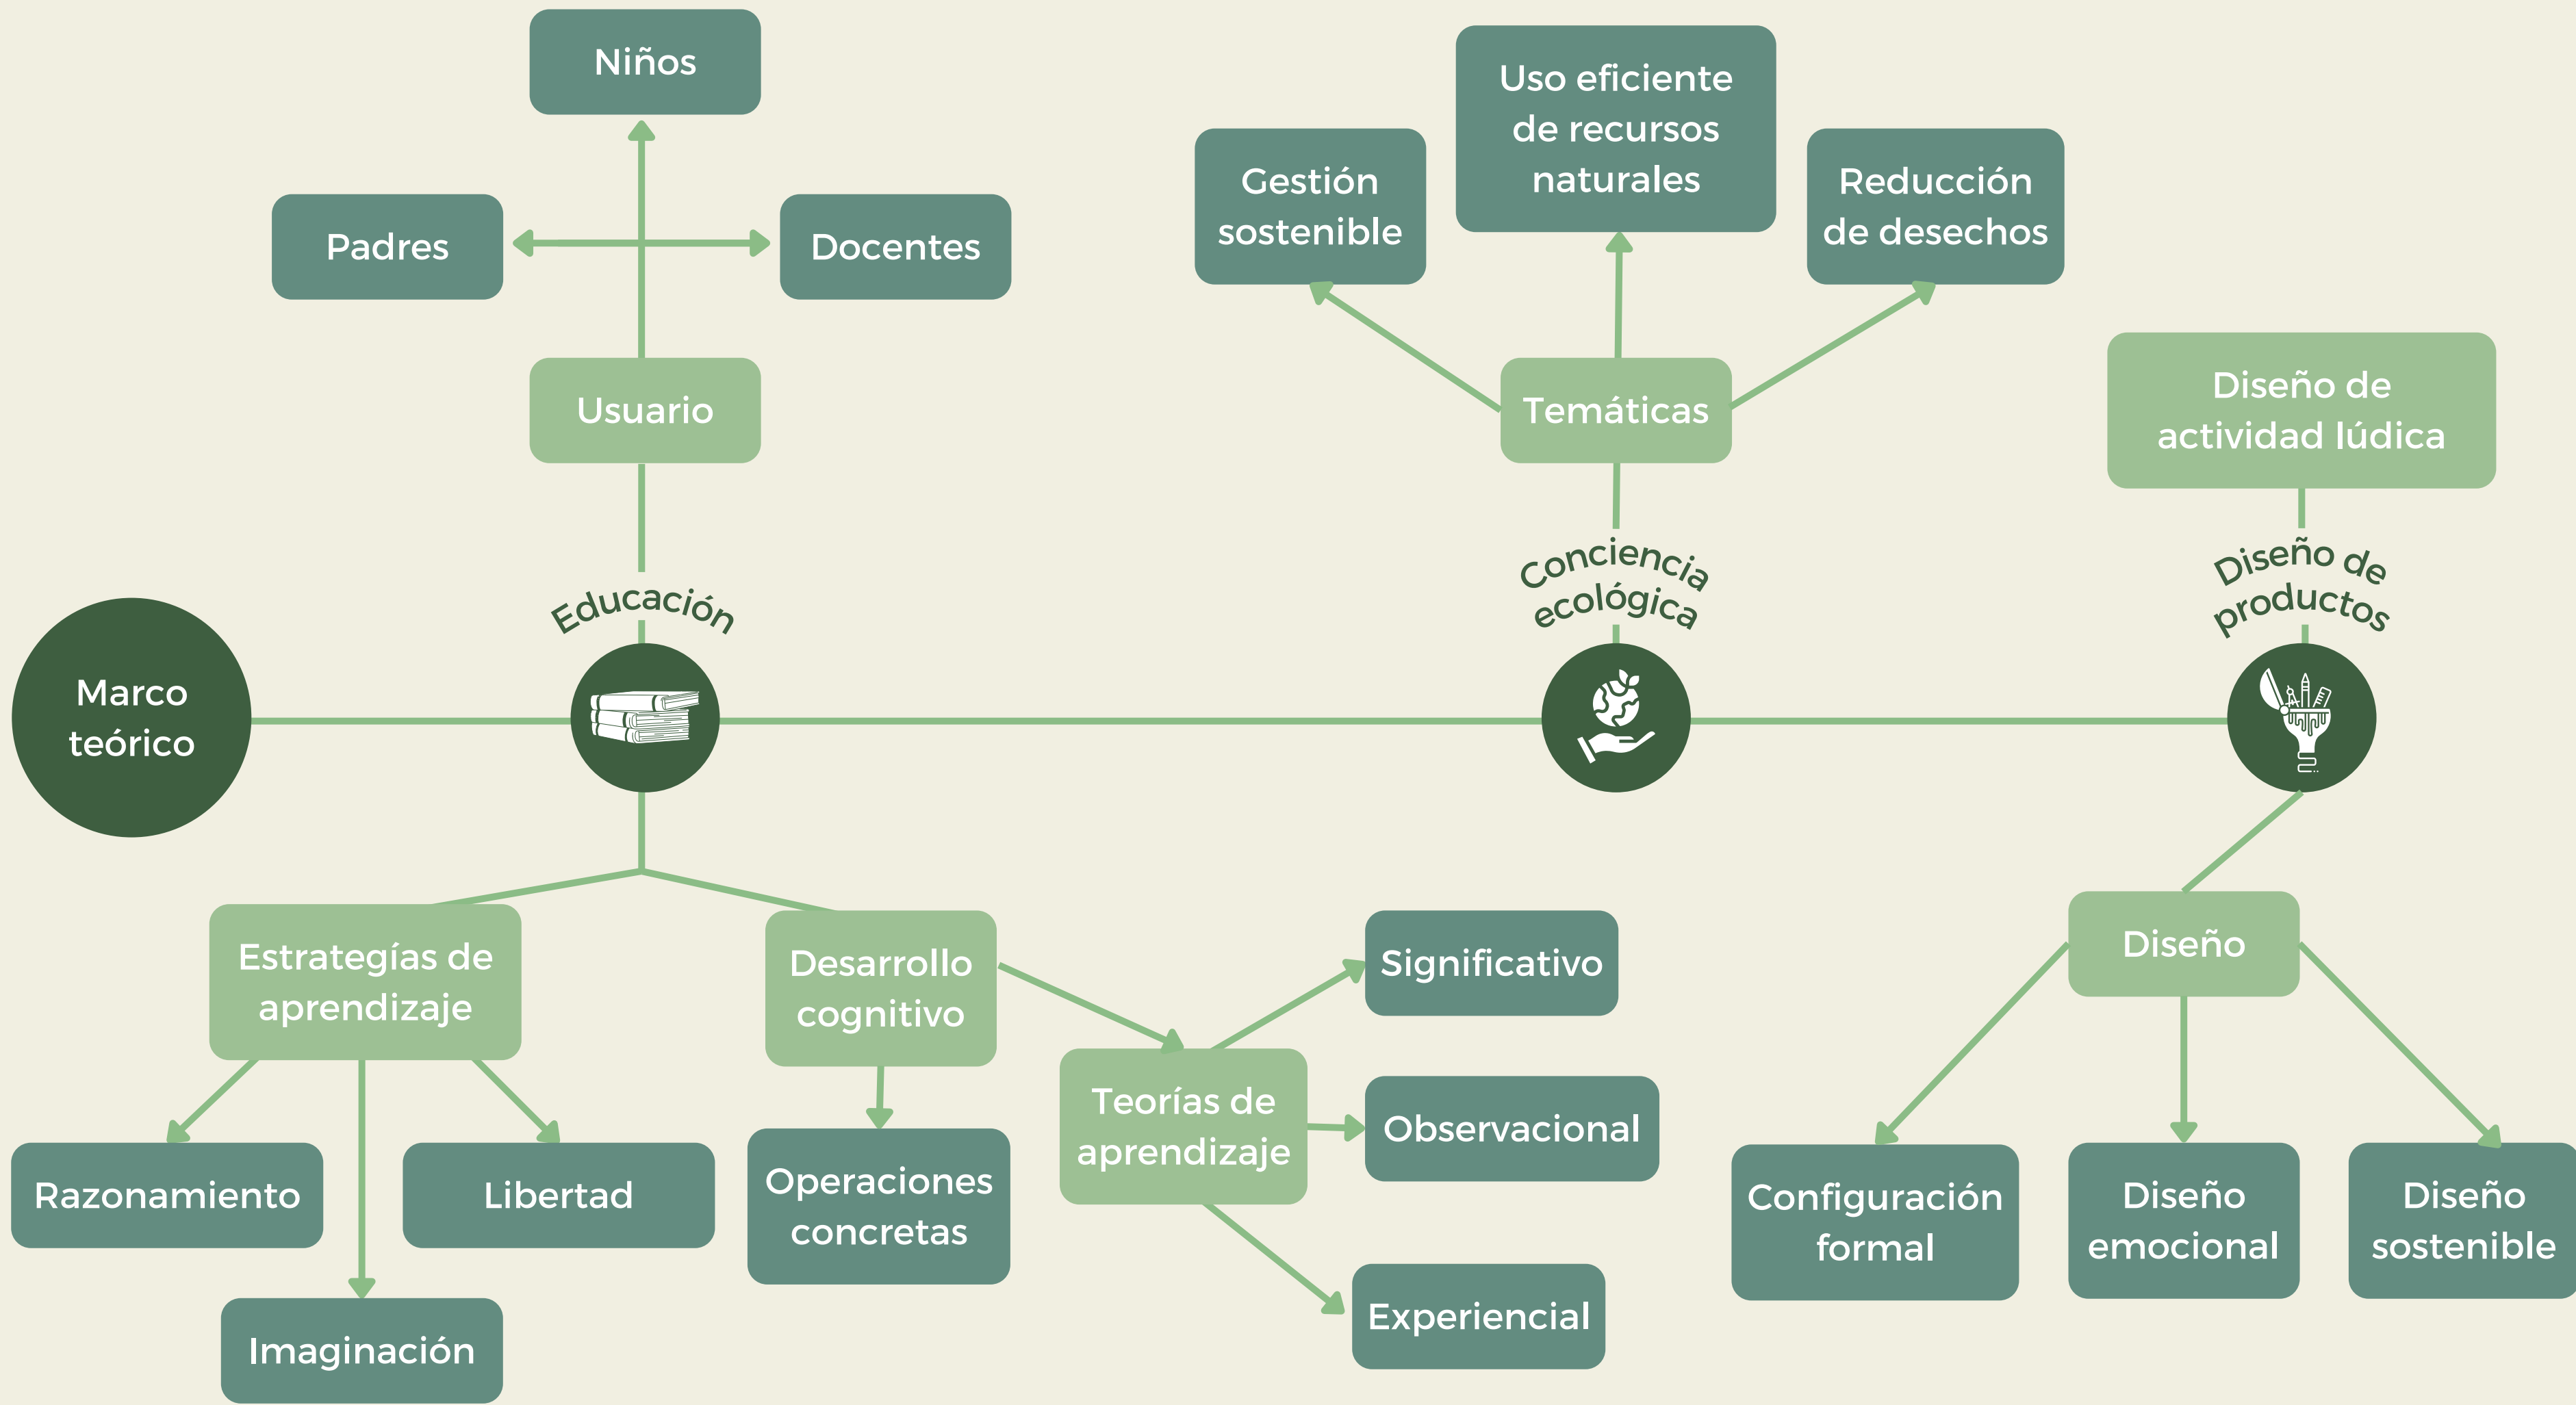 Niños
Padres
Docentes
Usuario
Educación
Marco
teórico
Estrategías de
aprendizaje
Razonamiento
Libertad
Imaginación
Desarrollo
cognitivo
Operaciones
concretas
Teorías de
aprendizaje
Significativo
Observacional
Experiencial
Gestión
sostenible
Uso eficiente
de recursos
naturales
Reducción
de desechos
Temáticas
Conciencia
ecológica
Diseño de
actividad lúdica
Diseño de
productos
Diseño
Configuración
formal
Diseño
emocional
Diseño
sostenible